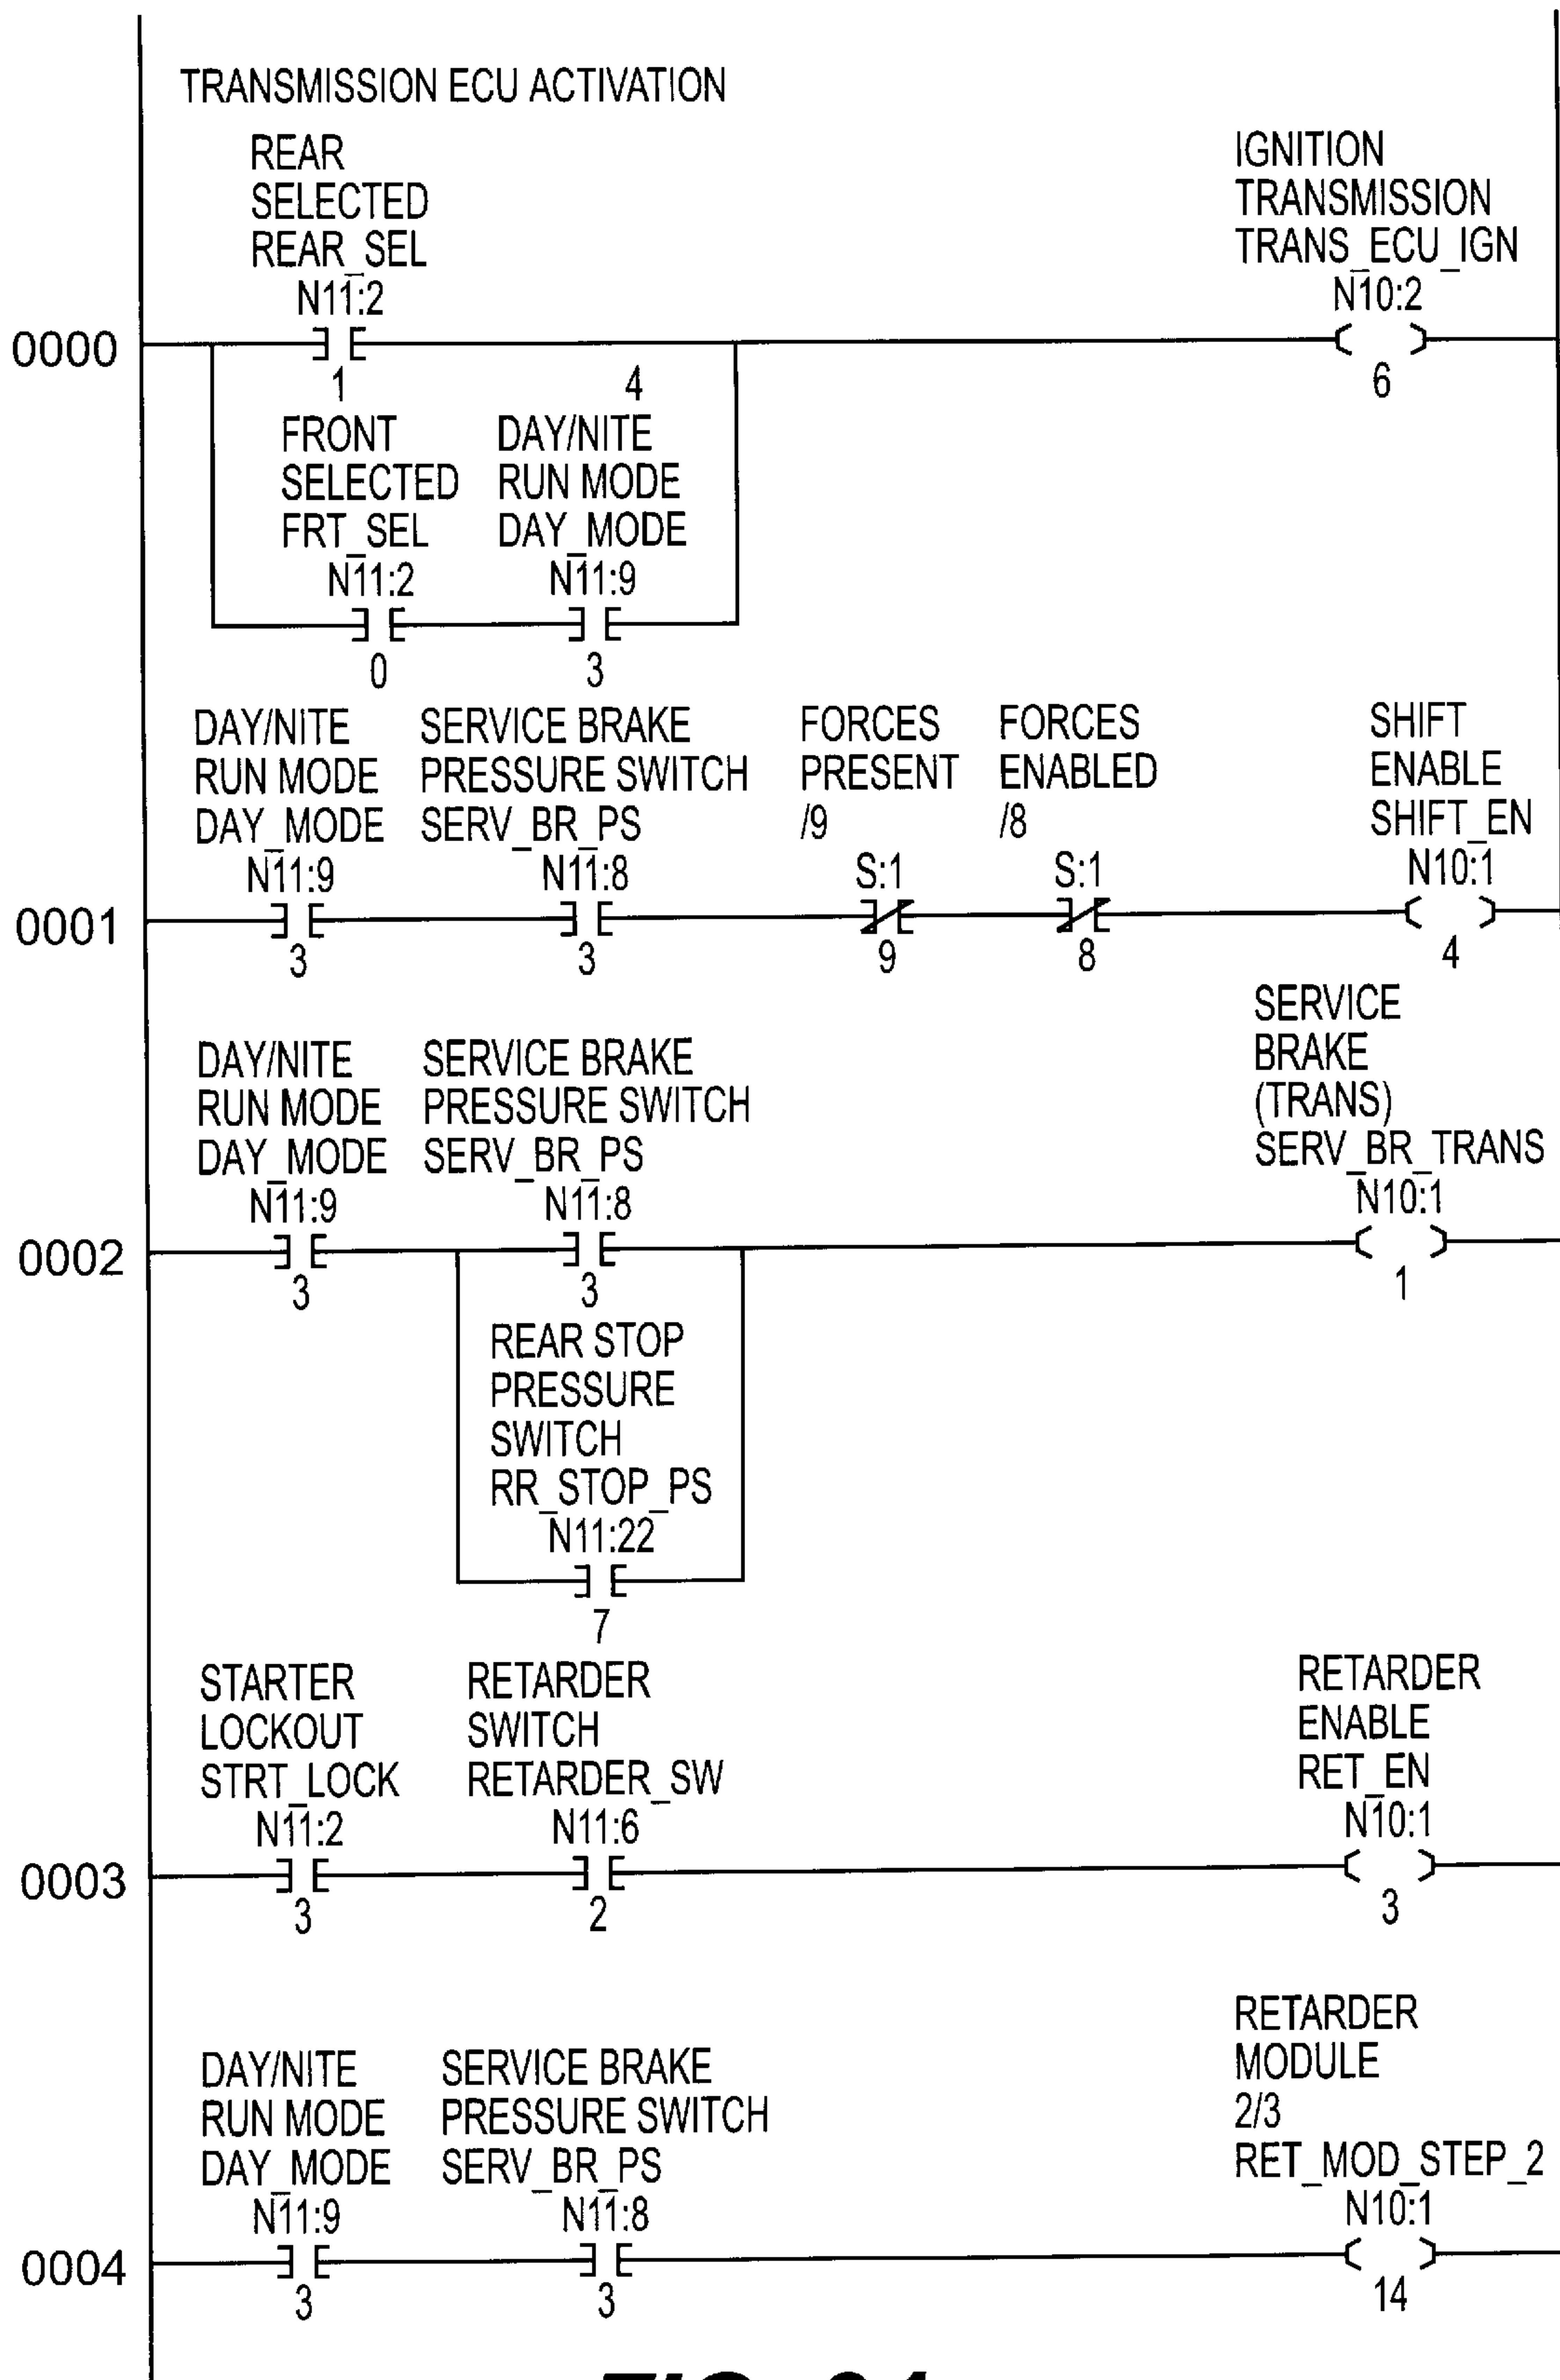 TRANSMISSION ECU ACTIVATION
REAR
SELECTED
REAR_SEL
N11:2
1
4
IGNITION
TRANSMISSION
TRANS_ECU_IGN
N10:2
6
0000
FRONT
SELECTED
FRT_SEL
N11:2
0
DAY/NITE
RUN MODE
DAY_MODE
N11:9
3
0001
DAY/NITE
RUN MODE
DAY_MODE
N11:9
3
SERVICE BRAKE
PRESSURE SWITCH
SERV_BR_PS
N11:8
3
FORCES
PRESENT
/9
S:1
9
FORCES
ENABLED
/8
S:1
8
SHIFT
ENABLE
SHIFT_EN
N10:1
4
0002
DAY/NITE
RUN MODE
DAY_MODE
N11:9
3
SERVICE BRAKE
PRESSURE SWITCH
SERV_BR_PS
N11:8
3
SERVICE
BRAKE
(TRANS)
SERV_BR_TRANS
N10:1
1
REAR STOP
PRESSURE
SWITCH
RR_STOP_PS
N11:22
7
0003
STARTER
LOCKOUT
STRT_LOCK
N11:2
3
RETARDER
SWITCH
RETARDER_SW
N11:6
2
RETARDER
ENABLE
RET_EN
N10:1
3
0004
DAY/NITE
RUN MODE
DAY_MODE
N11:9
3
SERVICE BRAKE
PRESSURE SWITCH
SERV_BR_PS
N11:8
3
RETARDER
MODULE
2/3
RET_MOD_STEP_2
N10:1
14